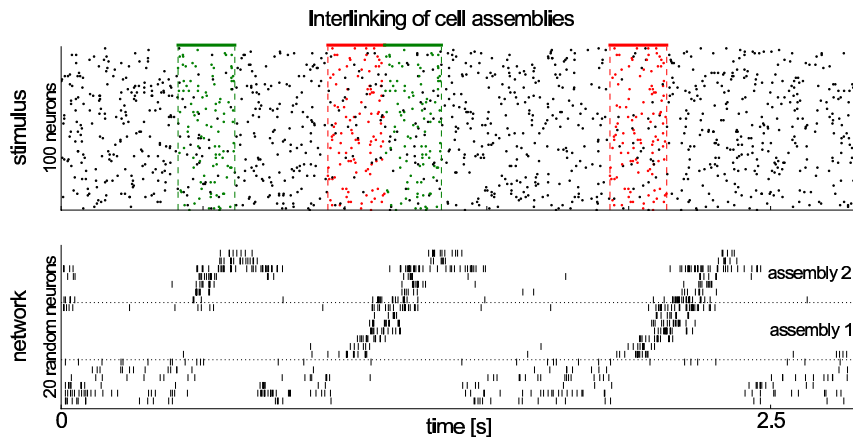 Interlinking of cell assemblies
stimulus
100 neurons
network
20 random neurons
assembly 2
assembly 1
0
2.5
time [s]